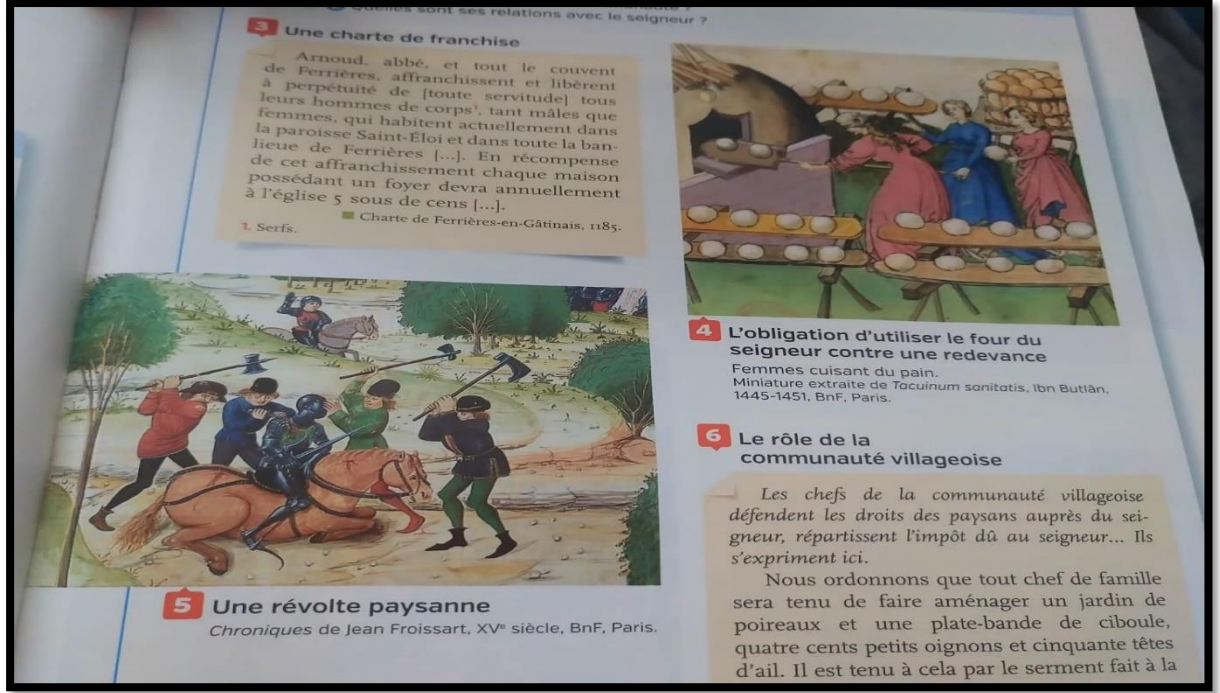 Quelles sont ses relations avec le seigneur ?
3 Une charte de franchise
Arnoud, abbé, et tout le couvent
de Ferrières, affranchissent et libèrent
à perpétuité de [toute servitude] tous
leurs hommes de corps¹, tant mâles que
femmes, qui habitent actuellement dans
la paroisse Saint-Éloi et dans toute la ban-
lieue de Ferrières [...]. En récompense
de cet affranchissement chaque maison
possédant un foyer devra annuellement
à l'église 5 sous de cens [...].
Charte de Ferrières-en-Gâtinais, 1185.
1. Serfs.
4 L'obligation d'utiliser le four du
seigneur contre une redevance
Femmes cuisant du pain.
Miniature extraite de Tacuinum sanitatis, Ibn Butlân,
1445-1451, BnF, Paris.
5 Une révolte paysanne
Chroniques de Jean Froissart, XVᵉ siècle, BnF, Paris.
6 Le rôle de la
communauté villageoise
Les chefs de la communauté villageoise
défendent les droits des paysans auprès du sei-
gneur, répartissent l'impôt dû au seigneur... Ils
s'expriment ici.
Nous ordonnons que tout chef de famille
sera tenu de faire aménager un jardin de
poireaux et une plate-bande de ciboule,
quatre cents petits oignons et cinquante têtes
d'ail. Il est tenu à cela par le serment fait à la